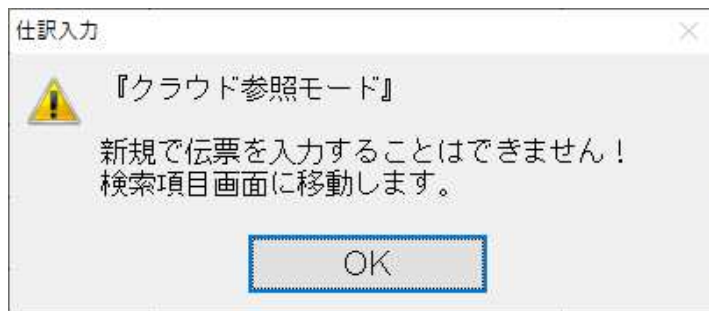 仕訳入力
『クラウド参照モード』
新規で伝票を入力することはできません！
検索項目画面に移動します。
OK